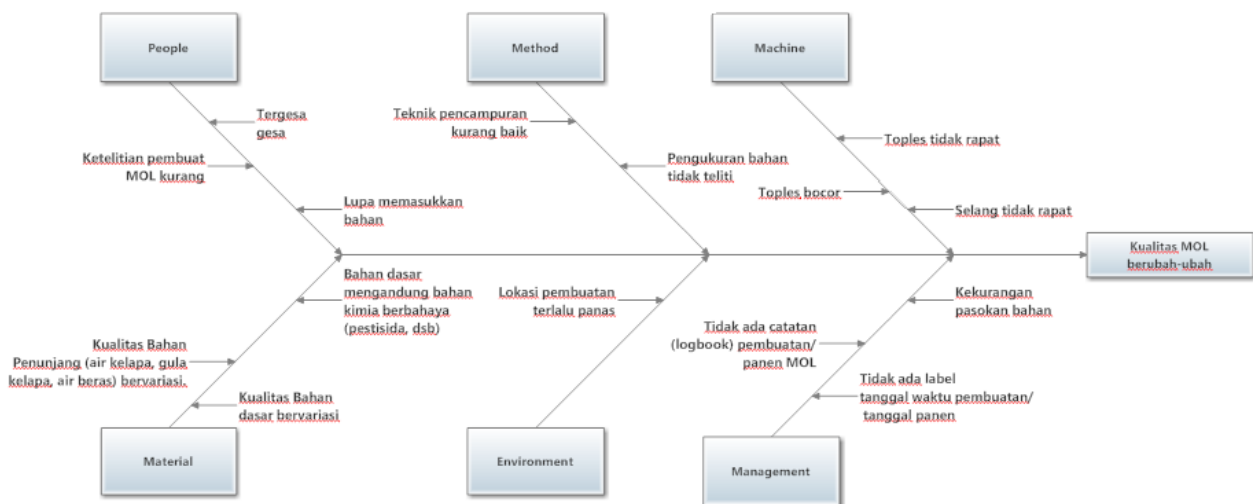 People
Method
Machine
Tergesa
gesa
Ketelitian pembuat
MOL kurang
Lupa memasukkan
bahan
Teknik pencampuran
kurang baik
Pengukuran bahan
tidak teliti
Toples tidak rapat
Toples bocor
Selang tidak rapat
Kualitas MOL
berubah-ubah
Bahan dasar
mengandung bahan
kimia berbahaya
(pestisida, dsb)
Kualitas Bahan
Penunjang (air kelapa, gula
kelapa, air beras) bervariasi.
Kualitas Bahan
dasar bervariasi
Lokasi pembuatan
terlalu panas
Kekurangan
pasokan bahan
Tidak ada catatan
(logbook) pembuatan/
panen MOL
Tidak ada label
tanggal waktu pembuatan/
tanggal panen
Material
Environment
Management